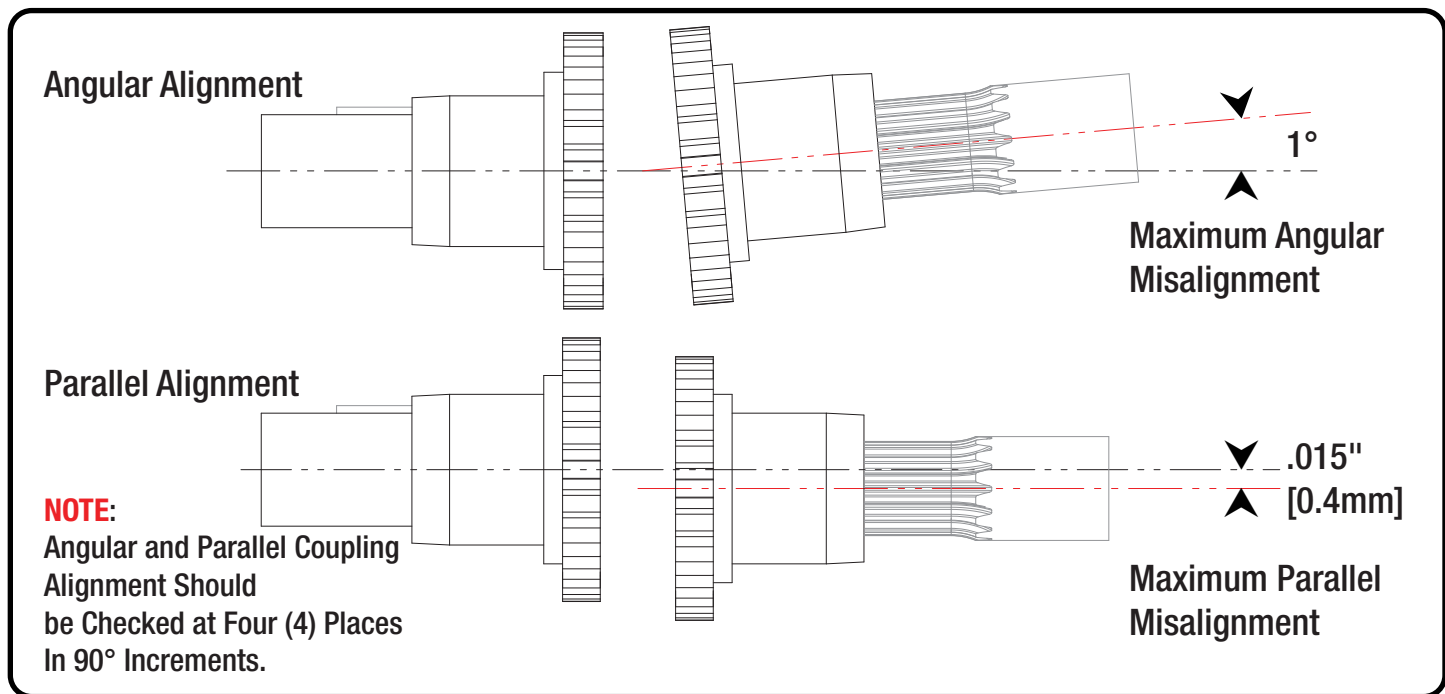 Angular Alignment
1°
Maximum Angular
Misalignment
Parallel Alignment
.015"
[0.4mm]
Maximum Parallel
Misalignment
NOTE:
Angular and Parallel Coupling
Alignment Should
be Checked at Four (4) Places
In 90° Increments.